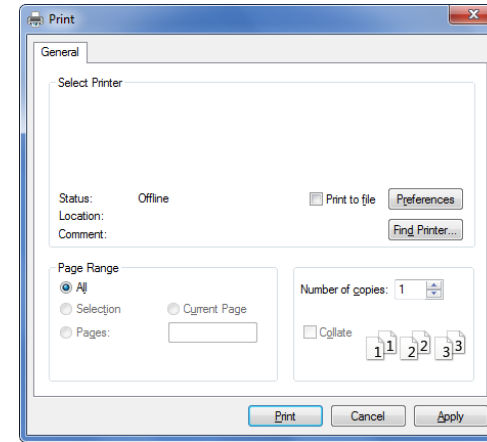 Print
General
Select Printer
Status: Offline Print to file Preferences
Location:
Comment: Find Printer...
Page Range
All Number of copies: 1
Selection Current Page
Pages: Collate 1 1 2 2 3 3
Print Cancel Apply